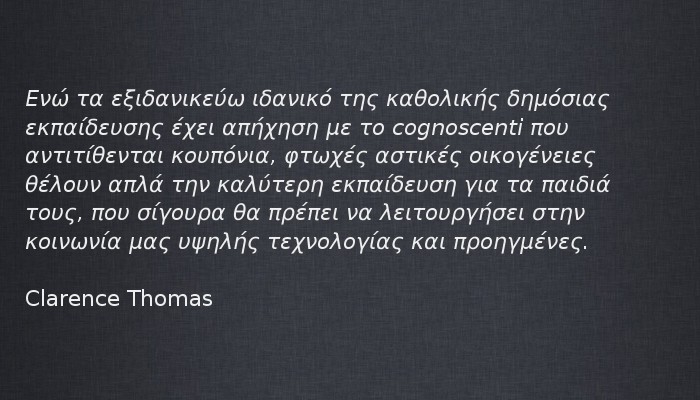 Ενώ τα εξιδανικεύω ιδανικό της καθολικής δημόσιας
εκπαίδευσης έχει απήχηση με το cognoscenti που
αντιτίθενται κουπόνια, φτωχές αστικές οικογένειες
θέλουν απλά την καλύτερη εκπαίδευση για τα παιδιά
τους, που σίγουρα θα πρέπει να λειτουργήσει στην
κοινωνία μας υψηλής τεχνολογίας και προηγμένες.
Clarence Thomas